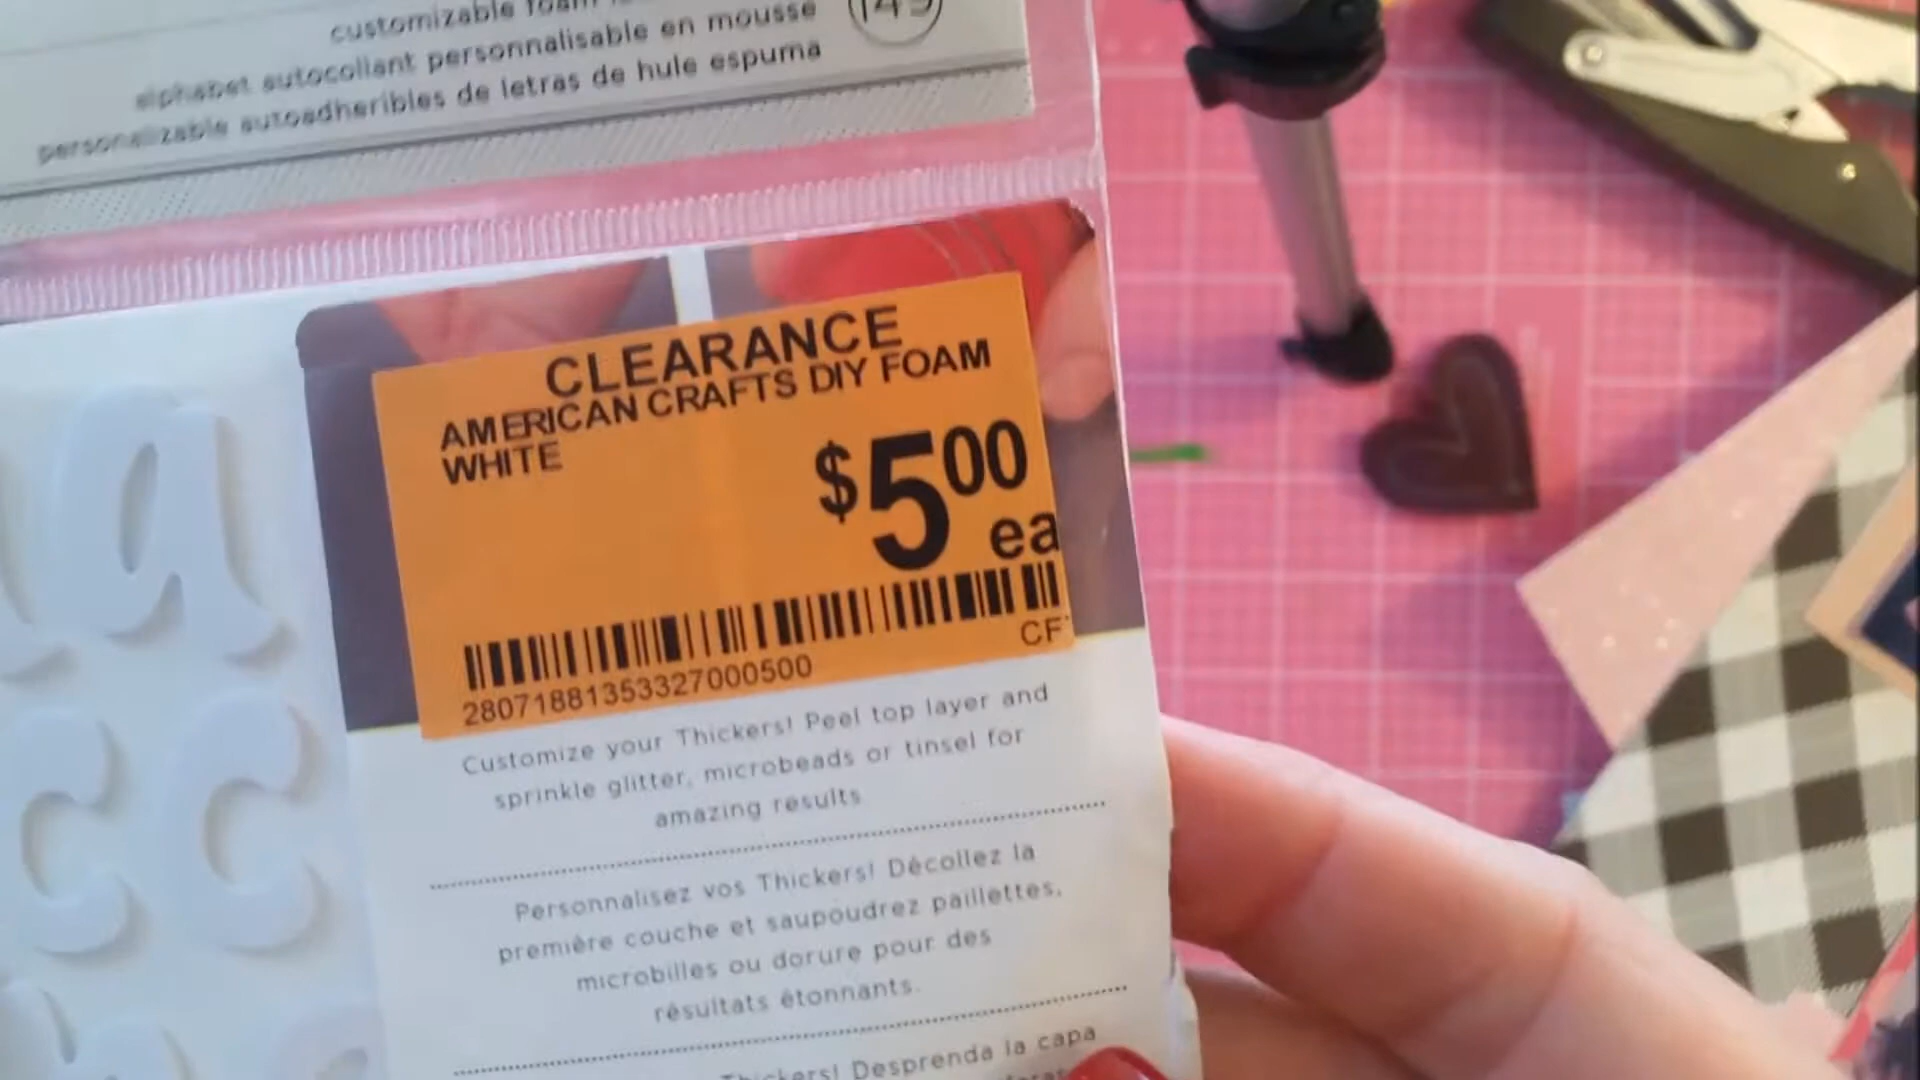 customizable foam
alphabet autocollant personnalisable en mousse
personalizable autoadheribles de letras de hule espuma
149
CLEARANCE
AMERICAN CRAFTS DIY FOAM
WHITE
$500
ea
28071881353327000500
CF
Customize your Thickers! Peel top layer and
sprinkle glitter, microbeads or tinsel for
amazing results
Personnalisez vos Thickers! Décollez la
première couche et saupoudrez paillettes,
microbilles ou dorure pour des
résultats étonnants.
Thickers! Desprenda la capa
a
c c